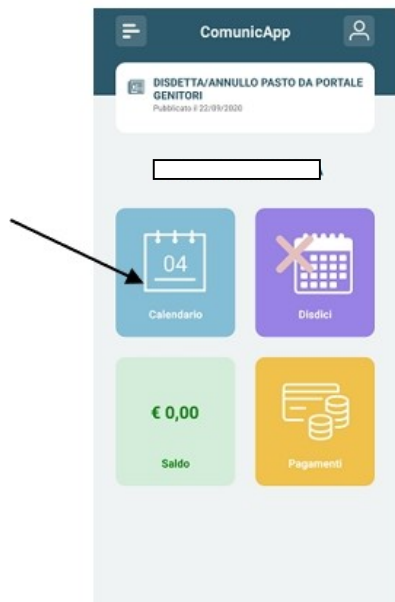 ComunicApp
DISDETTA/ANNULLO PASTO DA PORTALE
GENITORI
Pubblicato il 22/09/2020
04
Calendario
Disdici
€ 0,00
Saldo
Pagamenti